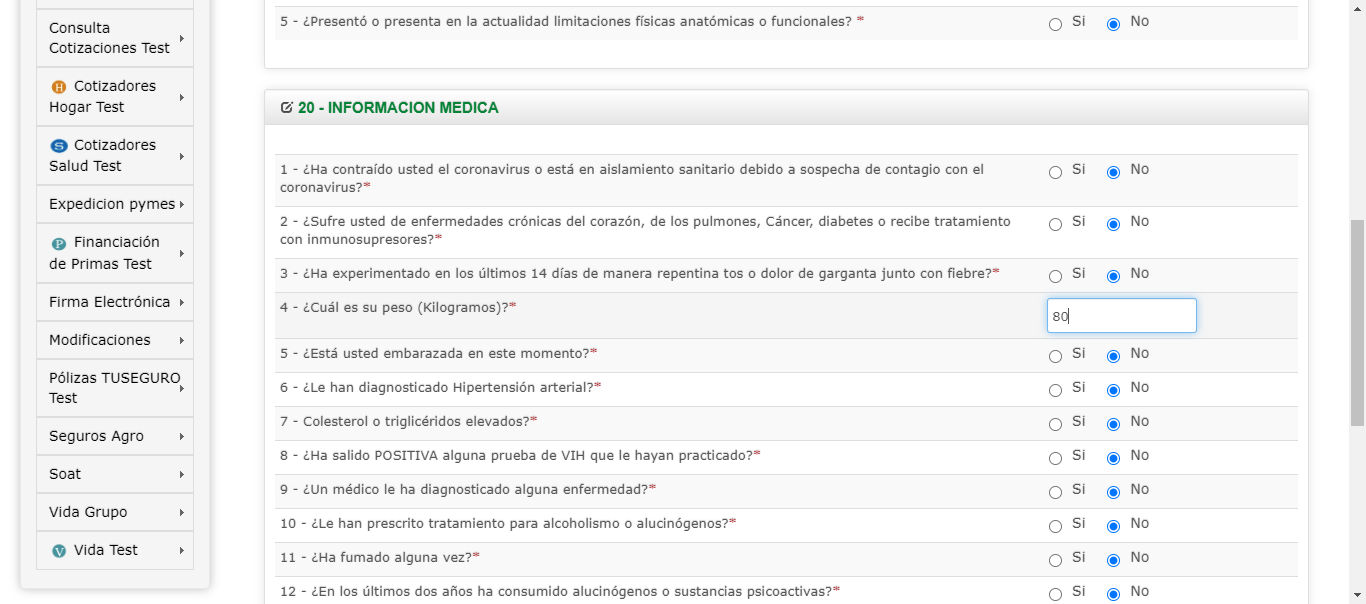 Consulta
Cotizaciones Test
H Cotizadores
Hogar Test
S Cotizadores
Salud Test
Expedicion pymes
P Financiación
de Primas Test
Firma Electrónica
Modificaciones
Pólizas TUSEGURO
Test
Seguros Agro
Soat
Vida Grupo
V Vida Test
5 - ¿Presentó o presenta en la actualidad limitaciones físicas anatómicas o funcionales? * Si No
20 - INFORMACION MEDICA
1 - ¿Ha contraído usted el coronavirus o está en aislamiento sanitario debido a sospecha de contagio con el Si No
coronavirus?*
2 - ¿Sufre usted de enfermedades crónicas del corazón, de los pulmones, Cáncer, diabetes o recibe tratamiento Si No
con inmunosupresores?*
3 - ¿Ha experimentado en los últimos 14 días de manera repentina tos o dolor de garganta junto con fiebre?* Si No
4 - ¿Cuál es su peso (Kilogramos)?* 80
5 - ¿Está usted embarazada en este momento?* Si No
6 - ¿Le han diagnosticado Hipertensión arterial?* Si No
7 - Colesterol o triglicéridos elevados?* Si No
8 - ¿Ha salido POSITIVA alguna prueba de VIH que le hayan practicado?* Si No
9 - ¿Un médico le ha diagnosticado alguna enfermedad?* Si No
10 - ¿Le han prescrito tratamiento para alcoholismo o alucinógenos?* Si No
11 - ¿Ha fumado alguna vez?* Si No
12 - ¿En los últimos dos años ha consumido alucinógenos o sustancias psicoactivas?* Si No